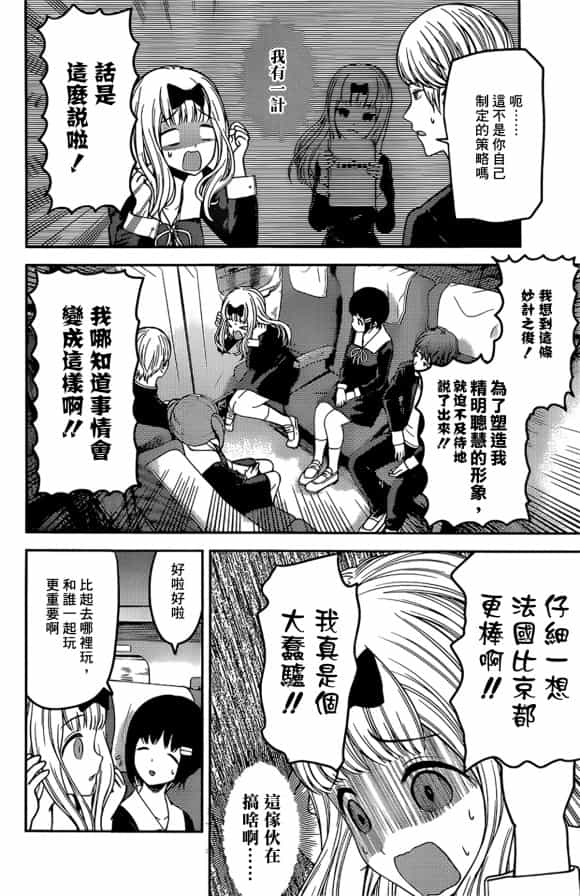 呃……
這不是你自己
制定的策略嗎
我有一計
話是
這麼説啦！
我想到這條
妙計之後！
為了塑造我
精明聰慧的形象，
就迫不及待地
説了出來!!
我哪知道事情會
變成這樣啊!!
仔細一想
法國比京都
更棒啊!!
我真是個
大蠢驢!!
這傢伙在
搞啥啊……
好啦好啦
比起去哪裡玩，
和誰一起玩
更重要啊